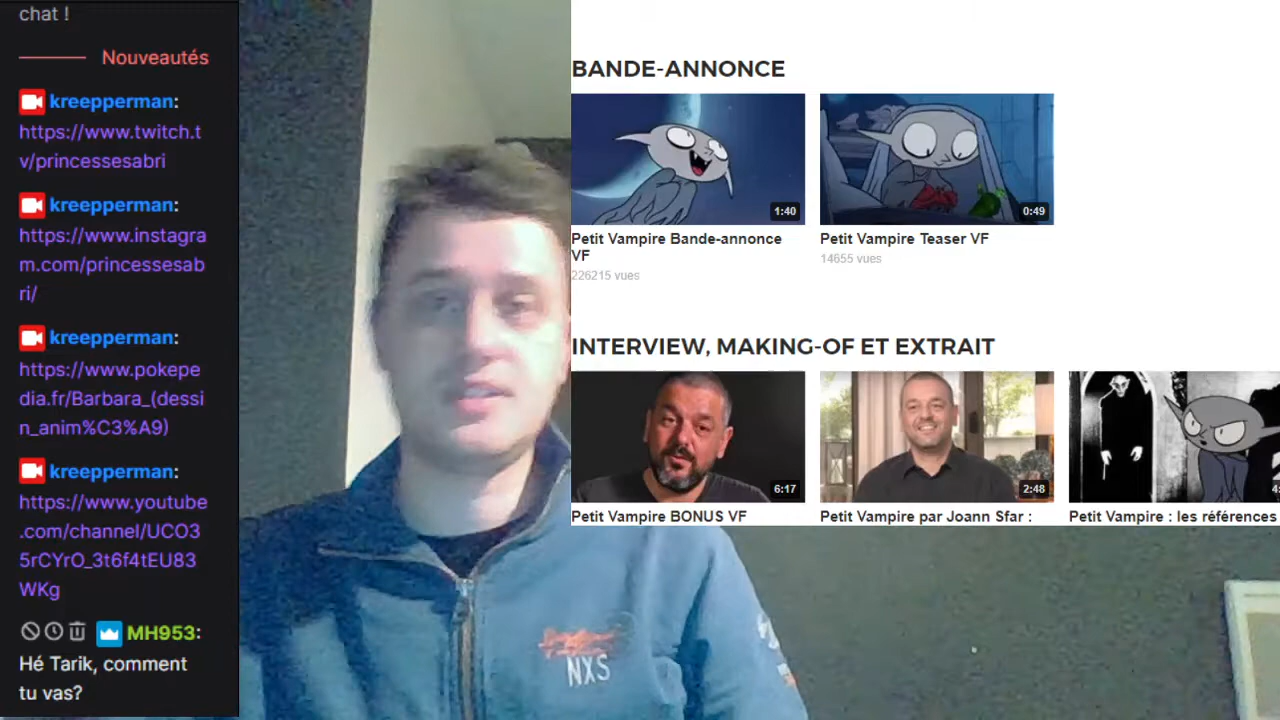 chat !
Nouveautés
kreepperman:
https://www.twitch.t
v/princessesabri
kreepperman:
https://www.instagra
m.com/princessesab
ri/
kreepperman:
https://www.pokepe
dia.fr/Barbara_(dessi
n_anim%C3%A9)
kreepperman:
https://www.youtube
.com/channel/UCO3
5rCYrO_3t6f4tEU83
WKg
MH953:
Hé Tarik, comment
tu vas?
BANDE-ANNONCE
1:40
0:49
Petit Vampire Bande-annonce
VF
226215 vues
Petit Vampire Teaser VF
14655 vues
INTERVIEW, MAKING-OF ET EXTRAIT
6:17
2:48
4:
Petit Vampire BONUS VF
Petit Vampire par Joann Sfar :
Petit Vampire : les références
NXS